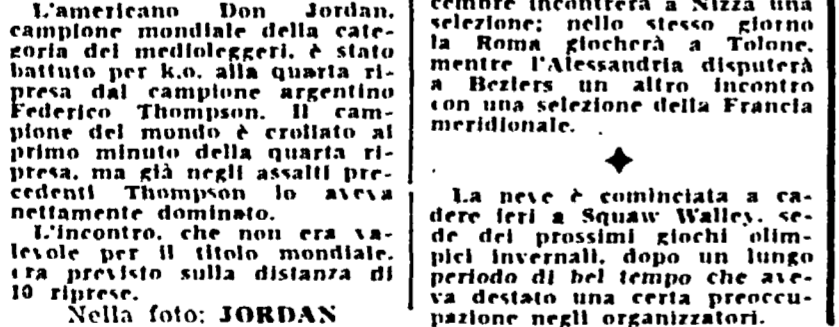 L'americano Don Jordan,
campione mondiale della cate-
goria dei medioleggeri, è stato
battuto per k.o. alla quarta ri-
presa dal campione argentino
Federico Thompson. Il cam-
pione del mondo è crollato al
primo minuto della quarta ri-
presa, ma già negli assalti pre-
cedenti Thompson lo aveva
nettamente dominato.
L'incontro, che non era va-
levole per il titolo mondiale,
era previsto sulla distanza di
10 riprese.
Nella foto: JORDAN
cembre incontrerà a Nizza una
selezione; nello stesso giorno
la Roma giocherà a Tolone,
mentre l'Alessandria disputerà
a Beziers un altro incontro
con una selezione della Francia
meridionale.
La neve è cominciata a ca-
dere ieri a Squaw Walley, se-
de dei prossimi giochi olim-
pici invernali, dopo un lungo
periodo di bel tempo che ave-
va destato una certa preoccu-
pazione negli organizzatori.